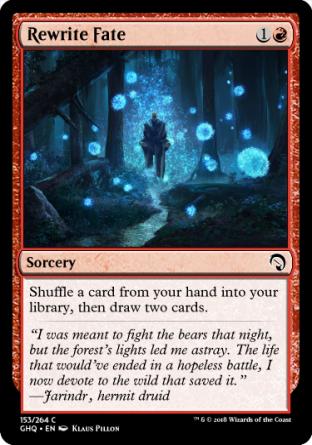 Rewrite Fate 1
Sorcery
Shuffle a card from your hand into your
library, then draw two cards.
“I was meant to fight the bears that night,
but the forest’s lights led me astray. The life
that would’ve ended in a hopeless battle, I
now devote to the wild that saved it.”
—Jarindr, hermit druid
153/264 C
GHQ • EN KLAUS PILLON
™ & © 2018 Wizards of the Coast